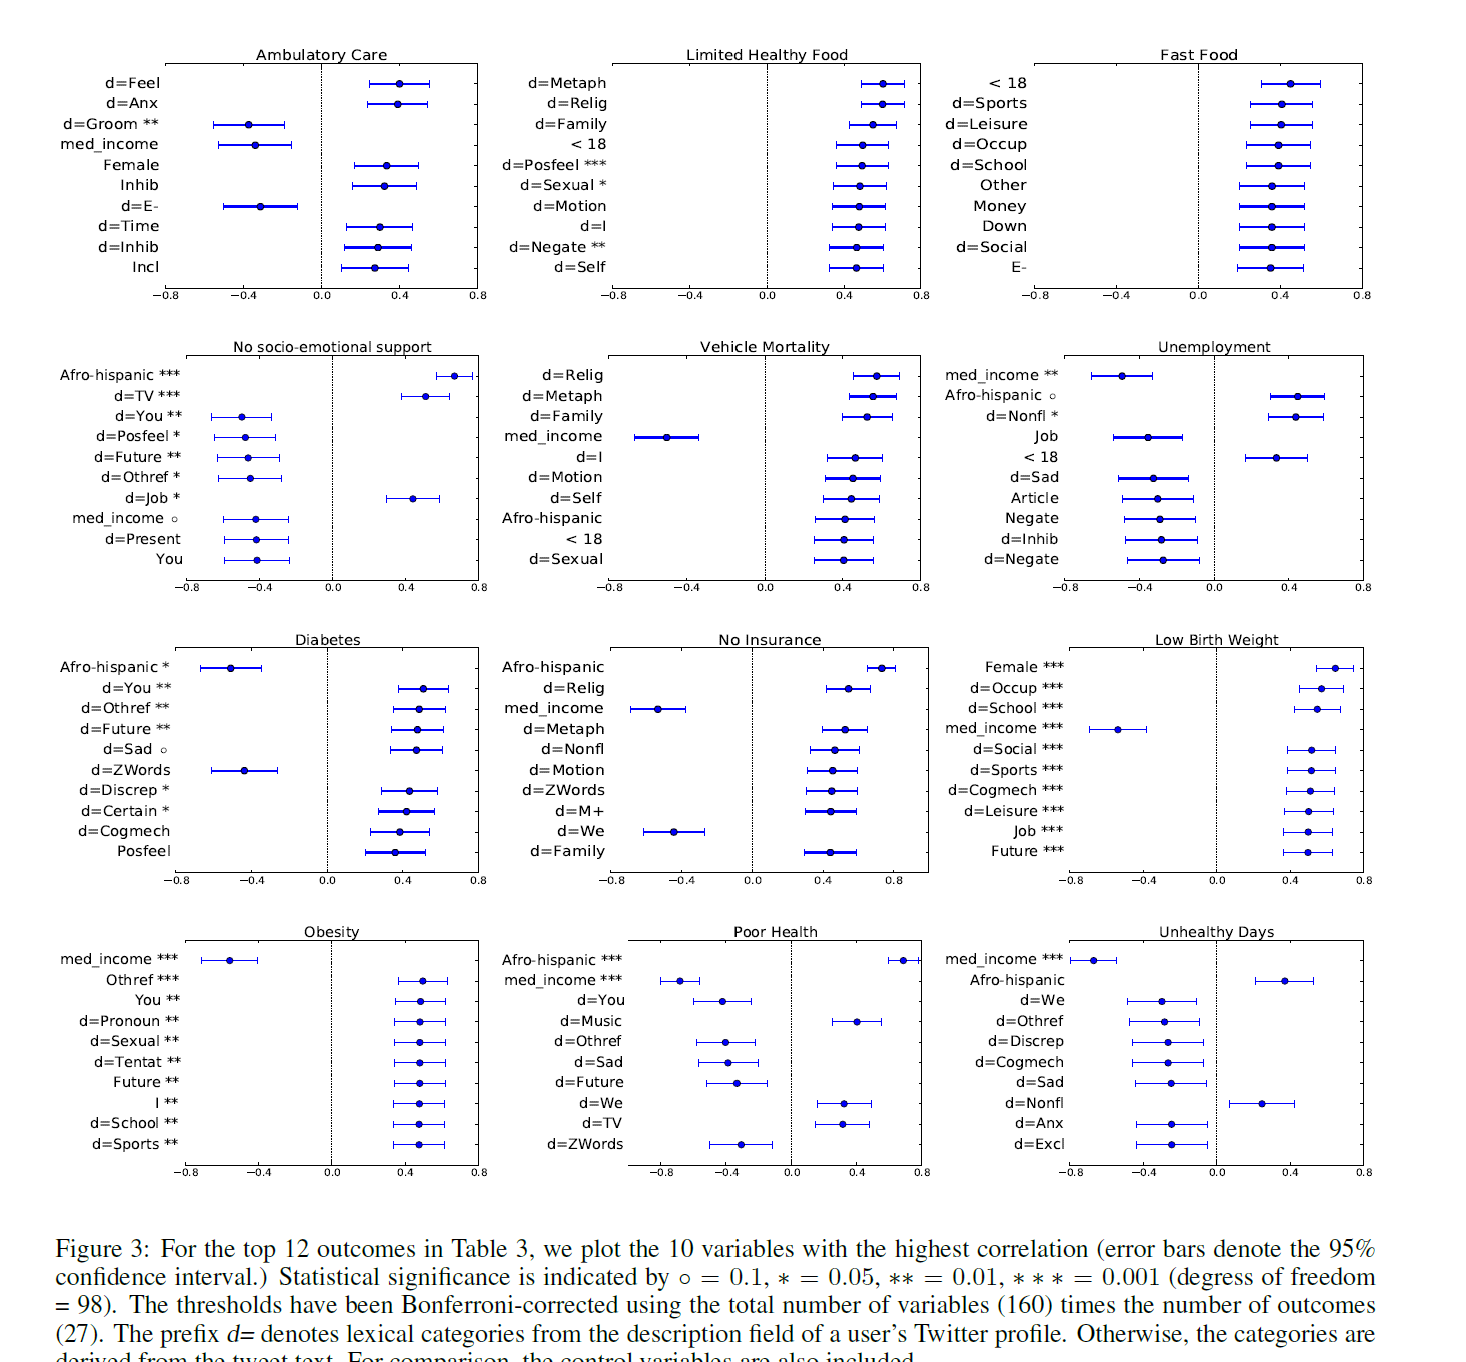 Ambulatory Care
d=Feel
d=Anx
d=Groom **
med_income
Female
Inhib
d=E-
d=Time
d=Inhib
Incl
−0.8 −0.4 0.0 0.4 0.8
Limited Healthy Food
d=Metaph
d=Relig
d=Family
< 18
d=Posfeel ***
d=Sexual *
d=Motion
d=I
d=Negate **
d=Self
−0.8 −0.4 0.0 0.4 0.8
Fast Food
< 18
d=Sports
d=Leisure
d=Occup
d=School
Other
Money
Down
d=Social
E-
−0.8 −0.4 0.0 0.4 0.8
No socio-emotional support
Afro-hispanic ***
d=TV ***
d=You **
d=Posfeel *
d=Future **
d=Othref *
d=Job *
med_income ∘
d=Present
You
−0.8 −0.4 0.0 0.4 0.8
Vehicle Mortality
d=Relig
d=Metaph
d=Family
med_income
d=I
d=Motion
d=Self
Afro-hispanic
< 18
d=Sexual
−0.8 −0.4 0.0 0.4 0.8
Unemployment
med_income **
Afro-hispanic ∘
d=Nonfl *
Job
< 18
d=Sad
Article
Negate
d=Inhib
d=Negate
−0.8 −0.4 0.0 0.4 0.8
Diabetes
Afro-hispanic *
d=You **
d=Othref **
d=Future **
d=Sad ∘
d=ZWords
d=Discrep *
d=Certain *
d=Cogmech
Posfeel
−0.8 −0.4 0.0 0.4 0.8
No Insurance
Afro-hispanic
d=Relig
med_income
d=Metaph
d=Nonfl
d=Motion
d=ZWords
d=M+
d=We
d=Family
−0.8 −0.4 0.0 0.4 0.8
Low Birth Weight
Female ***
d=Occup ***
d=School ***
med_income ***
d=Social ***
d=Sports ***
d=Cogmech ***
d=Leisure ***
Job ***
Future ***
−0.8 −0.4 0.0 0.4 0.8
Obesity
med_income ***
Othref ***
You **
d=Pronoun **
d=Sexual **
d=Tentat **
Future **
I **
d=School **
d=Sports **
−0.8 −0.4 0.0 0.4 0.8
Poor Health
Afro-hispanic ***
med_income ***
d=You
d=Music
d=Othref
d=Sad
d=Future
d=We
d=TV
d=ZWords
−0.8 −0.4 0.0 0.4 0.8
Unhealthy Days
med_income ***
Afro-hispanic
d=We
d=Othref
d=Discrep
d=Cogmech
d=Sad
d=Nonfl
d=Anx
d=Excl
−0.8 −0.4 0.0 0.4 0.8
Figure 3: For the top 12 outcomes in Table 3, we plot the 10 variables with the highest correlation (error bars denote the 95%
confidence interval.) Statistical significance is indicated by ∘ = 0.1, ∗ = 0.05, ∗∗ = 0.01, ∗ ∗ ∗ = 0.001 (degress of freedom
= 98). The thresholds have been Bonferroni-corrected using the total number of variables (160) times the number of outcomes
(27). The prefix d= denotes lexical categories from the description field of a user's Twitter profile. Otherwise, the categories are
derived from the tweet text. For comparison, the control variables are also included.